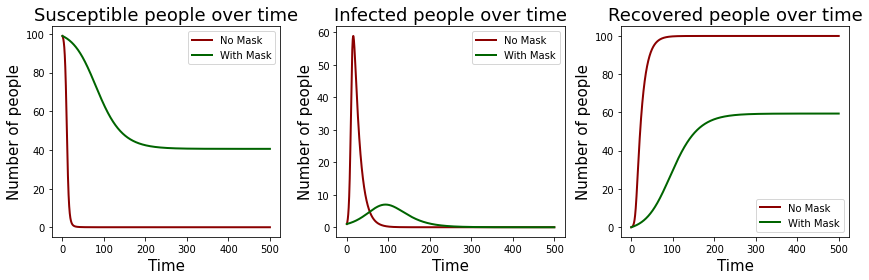 Susceptible people over time
Number of people
100
80
60
40
20
0
0 100 200 300 400 500
Time
No Mask
With Mask
Infected people over time
Number of people
60
50
40
30
20
10
0
0 100 200 300 400 500
Time
No Mask
With Mask
Recovered people over time
Number of people
100
80
60
40
20
0
0 100 200 300 400 500
Time
No Mask
With Mask